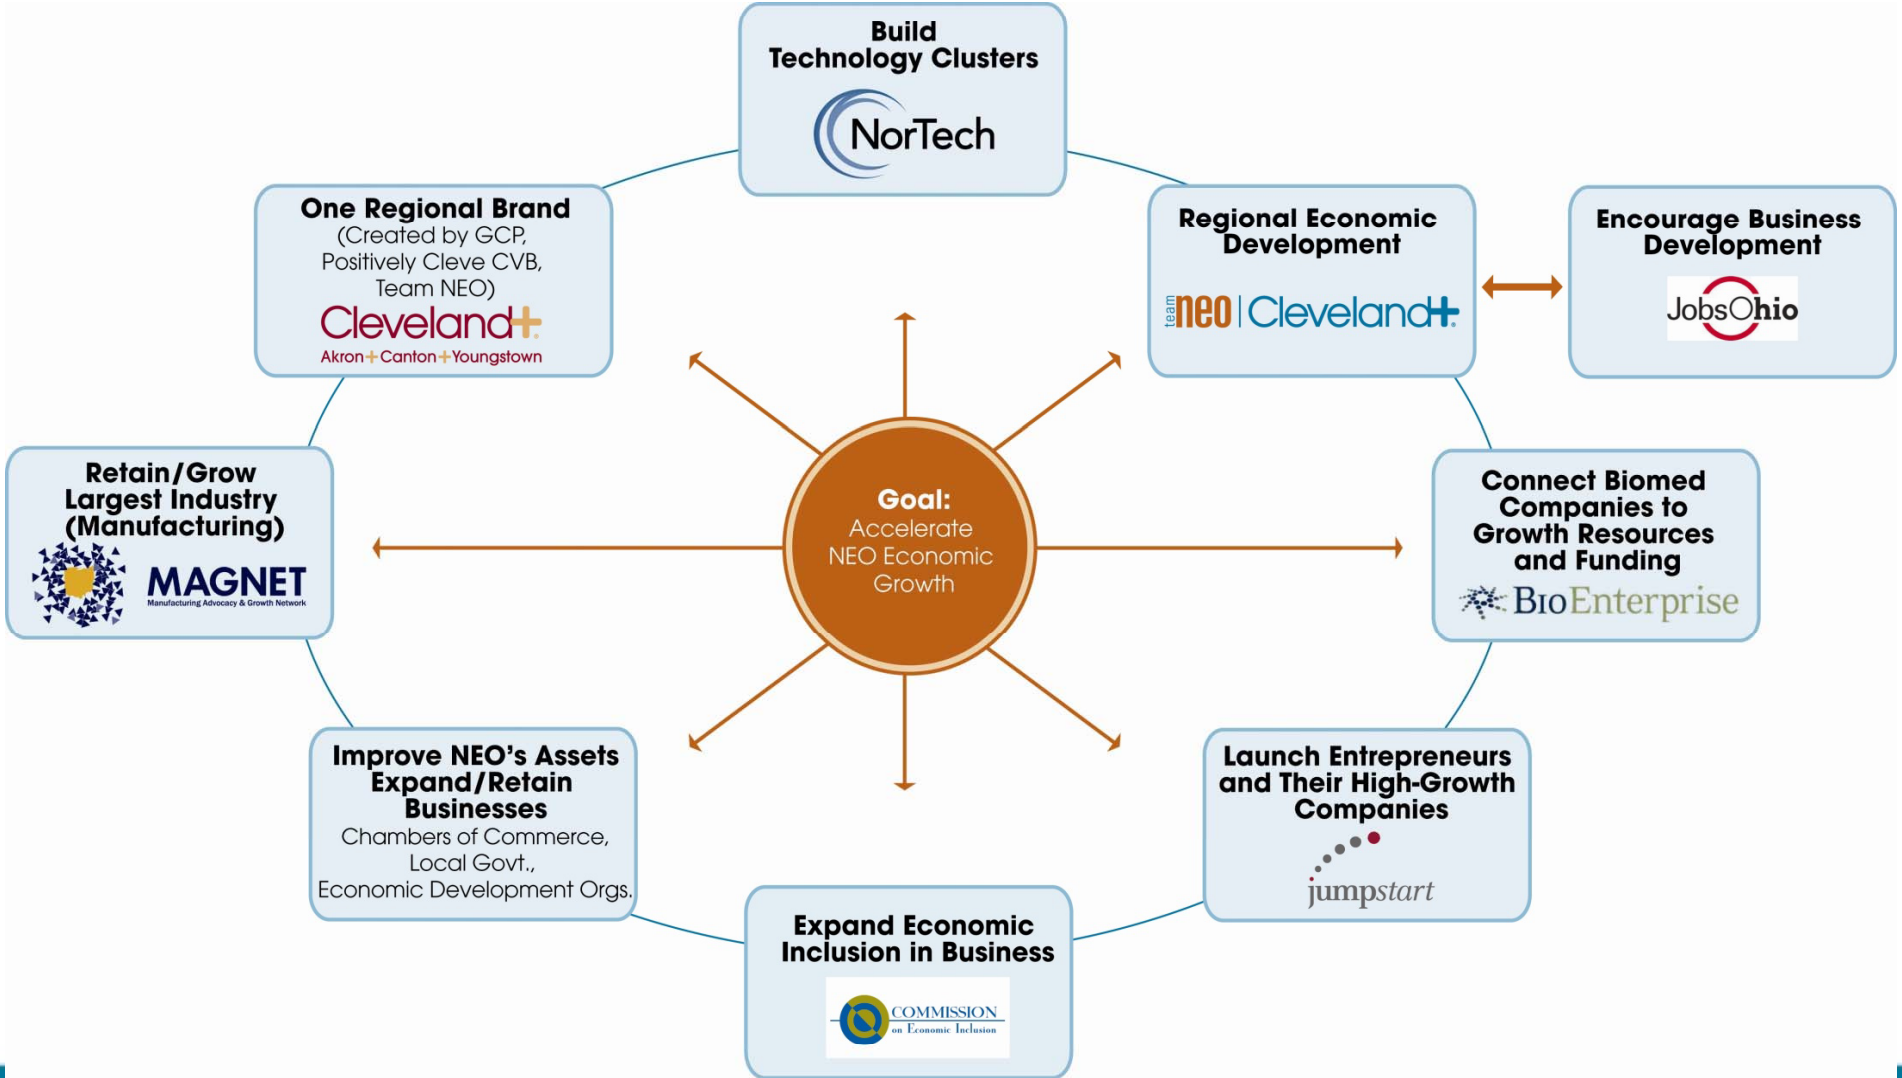 Build
Technology Clusters
NorTech
One Regional Brand
(Created by GCP,
Positively Cleve CVB,
Team NEO)
Cleveland+
Akron+Canton+Youngstown
Regional Economic
Development
team neo | Cleveland+
Encourage Business
Development
JobsOhio
Retain/Grow
Largest Industry
(Manufacturing)
MAGNET
Manufacturing Advocacy & Growth Network
Goal:
Accelerate
NEO Economic
Growth
Connect Biomed
Companies to
Growth Resources
and Funding
BioEnterprise
Improve NEO's Assets
Expand/Retain
Businesses
Chambers of Commerce,
Local Govt.,
Economic Development Orgs.
Launch Entrepreneurs
and Their High-Growth
Companies
jumpstart
Expand Economic
Inclusion in Business
COMMISSION
on Economic Inclusion